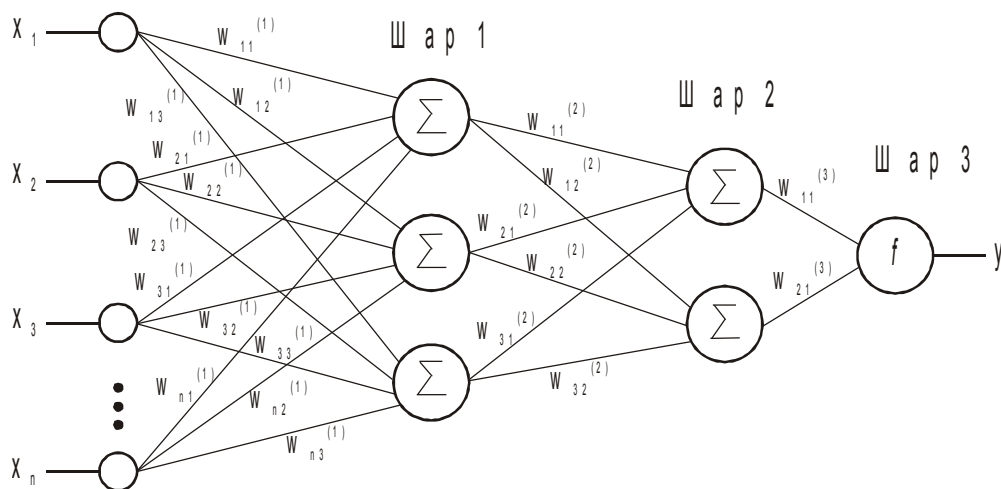 Шар 1
Шар 2
Шар 3
x₁
x₂
x₃
xₙ
w₁₁⁽¹⁾
w₁₂⁽¹⁾
w₁₃⁽¹⁾
w₂₁⁽¹⁾
w₂₂⁽¹⁾
w₂₃⁽¹⁾
w₃₁⁽¹⁾
w₃₂⁽¹⁾
w₃₃⁽¹⁾
wₙ₁⁽¹⁾
wₙ₂⁽¹⁾
wₙ₃⁽¹⁾
Σ
Σ
Σ
w₁₁⁽²⁾
w₁₂⁽²⁾
w₂₁⁽²⁾
w₂₂⁽²⁾
w₃₁⁽²⁾
w₃₂⁽²⁾
Σ
Σ
w₁₁⁽³⁾
w₂₁⁽³⁾
f
y